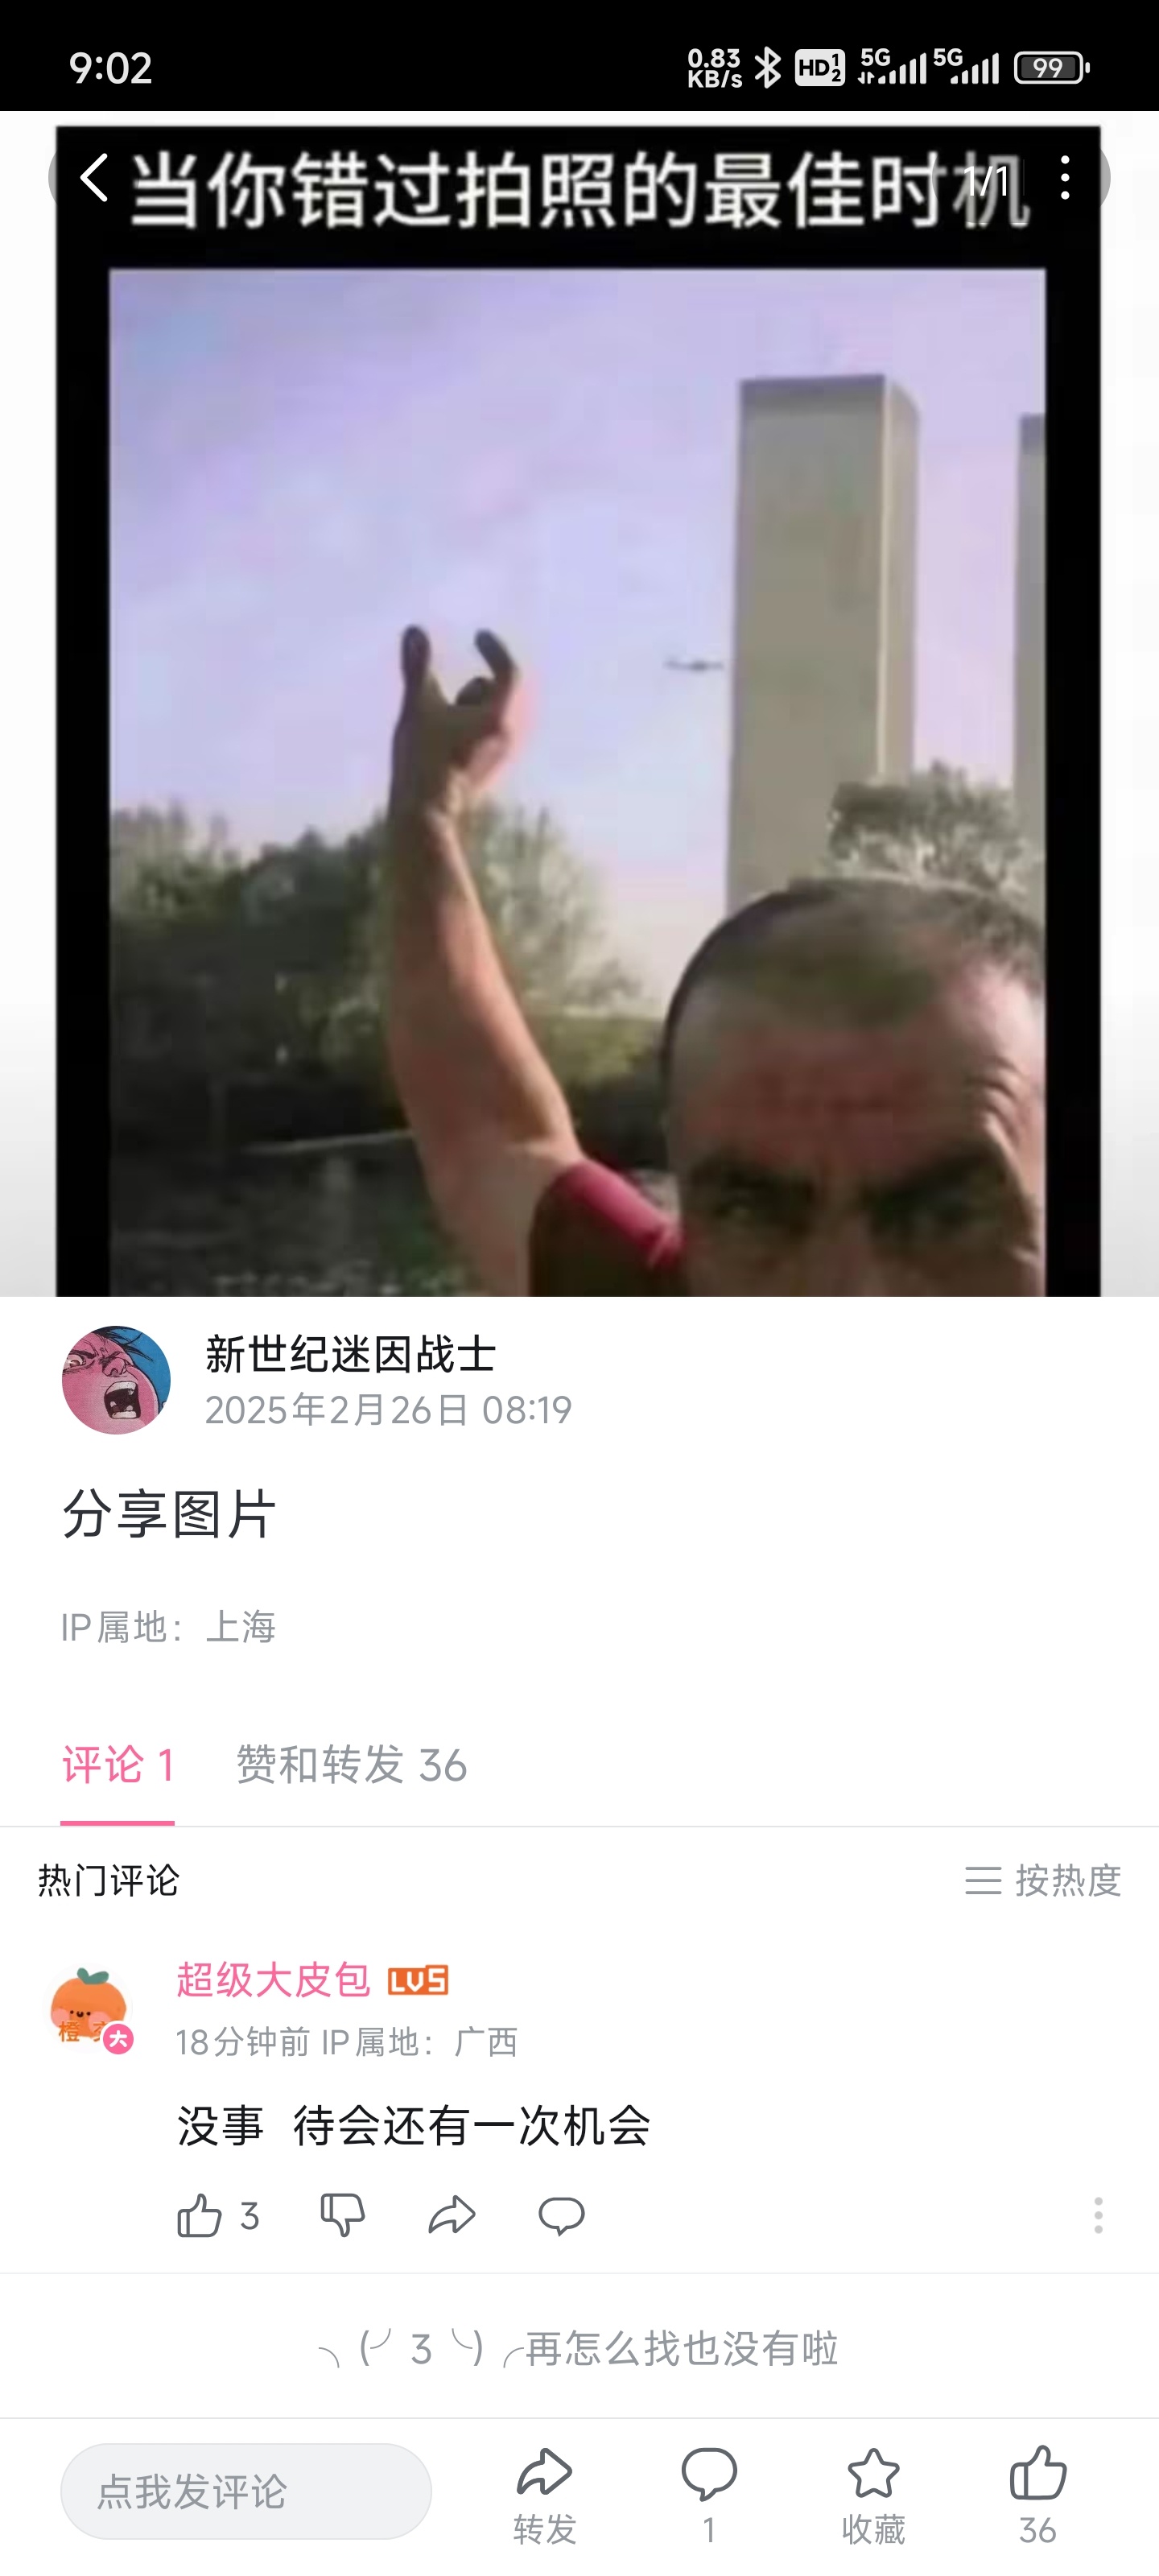 9:02
0.83
KB/s
HD 1 2
5G
5G
99
当你错过拍照的最佳时机
1/1
新世纪迷因战士
2025年2月26日 08:19
分享图片
IP属地：上海
评论 1
赞和转发 36
热门评论
按热度
橙
大
超级大皮包 LV5
18分钟前 IP属地：广西
没事 待会还有一次机会
3
╮(╯3╰)╭再怎么找也没有啦
点我发评论
转发
1
收藏
36